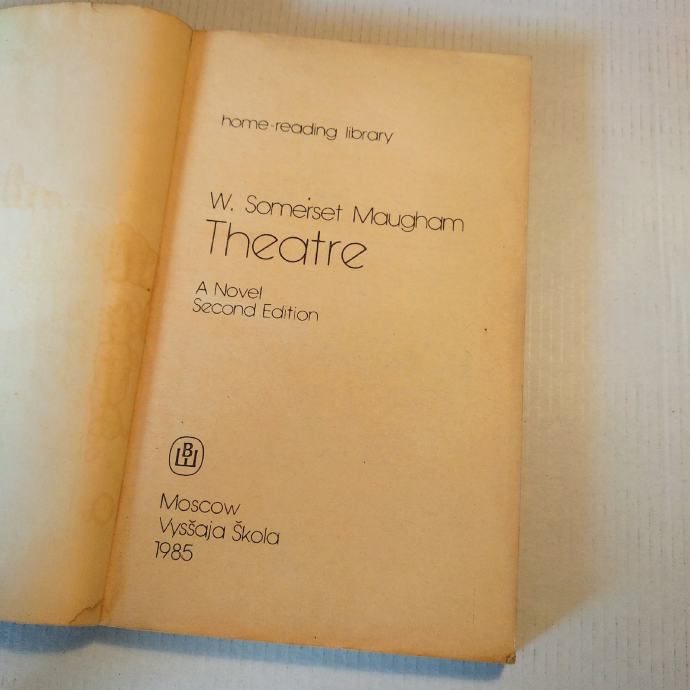 home-reading library
W. Somerset Maugham
Theatre
A Novel
Second Edition
В
Ш
Moscow
Vysšaja Škola
1985